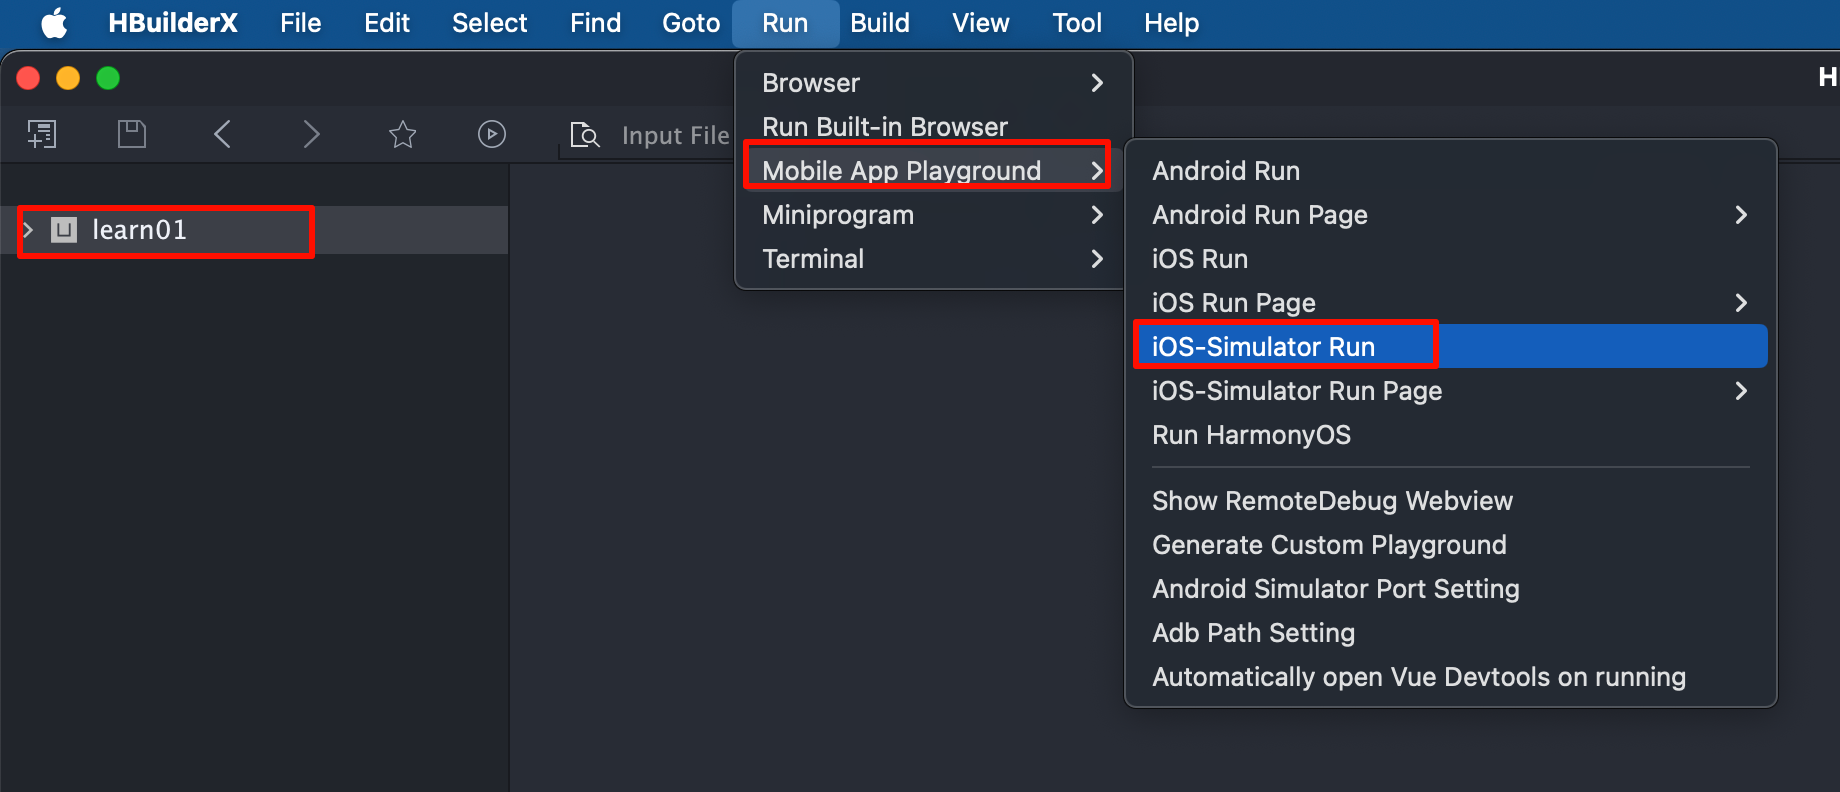 HBuilderX File Edit Select Find Goto Run Build View Tool Help
H
Input File
learn01
Browser
Run Built-in Browser
Mobile App Playground
Miniprogram
Terminal
Android Run
Android Run Page
iOS Run
iOS Run Page
iOS-Simulator Run
iOS-Simulator Run Page
Run HarmonyOS
Show RemoteDebug Webview
Generate Custom Playground
Android Simulator Port Setting
Adb Path Setting
Automatically open Vue Devtools on running